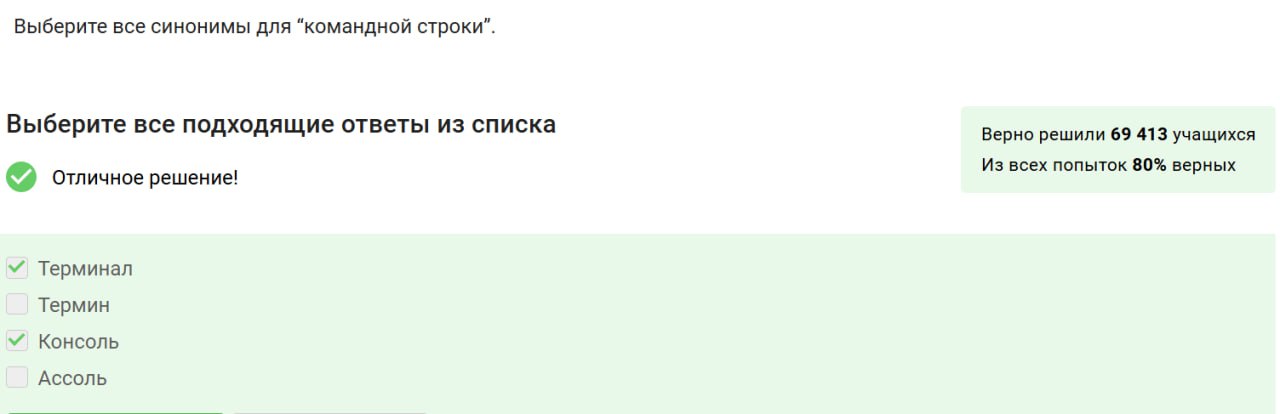 Выберите все синонимы для “командной строки”.
Выберите все подходящие ответы из списка
Верно решили 69 413 учащихся
Из всех попыток 80% верных
Отличное решение!
Терминал
Термин
Консоль
Ассоль